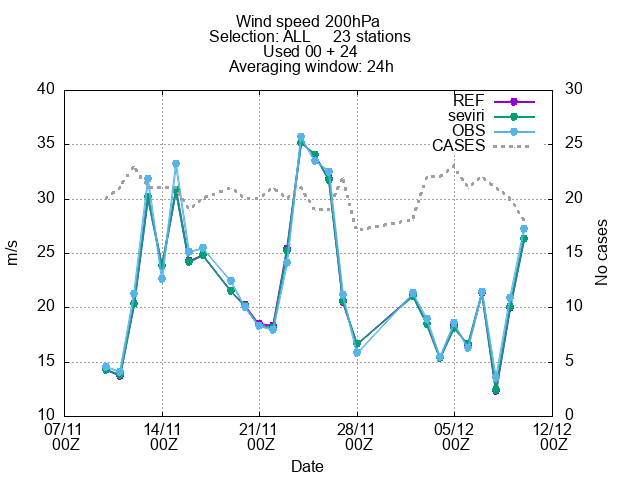 Wind speed 200hPa
Selection: ALL 23 stations
Used 00 + 24
Averaging window: 24h
40 30
REF
seviri
OBS
CASES
35 25
30 20
25 15
20 10
15 5
10 0
m/s
No cases
07/11 14/11 21/11 28/11 05/12 12/12
00Z 00Z 00Z 00Z 00Z 00Z
Date